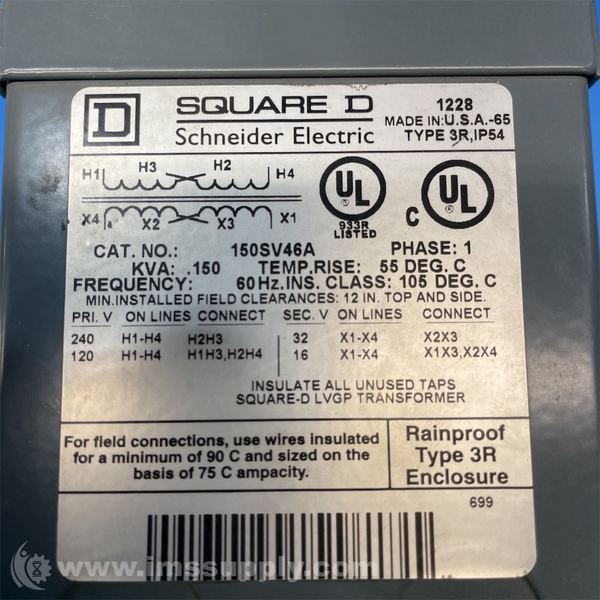 D
SQUARE D
Schneider Electric
1228
MADE IN:U.S.A.-65
TYPE 3R,IP54
H1 H3 H2 H4
X4 X2 X3 X1
UL
933R
LISTED
C UL
CAT. NO.: 150SV46A PHASE: 1
KVA: .150 TEMP.RISE: 55 DEG. C
FREQUENCY: 60Hz. INS. CLASS: 105 DEG. C
MIN.INSTALLED FIELD CLEARANCES: 12 IN. TOP AND SIDE.
PRI. V ON LINES CONNECT SEC. V ON LINES CONNECT
240 H1-H4 H2H3 32 X1-X4 X2X3
120 H1-H4 H1H3,H2H4 16 X1-X4 X1X3,X2X4
INSULATE ALL UNUSED TAPS
SQUARE-D LVGP TRANSFORMER
For field connections, use wires insulated
for a minimum of 90 C and sized on the
basis of 75 C ampacity.
Rainproof
Type 3R
Enclosure
699
www.imssupply.com